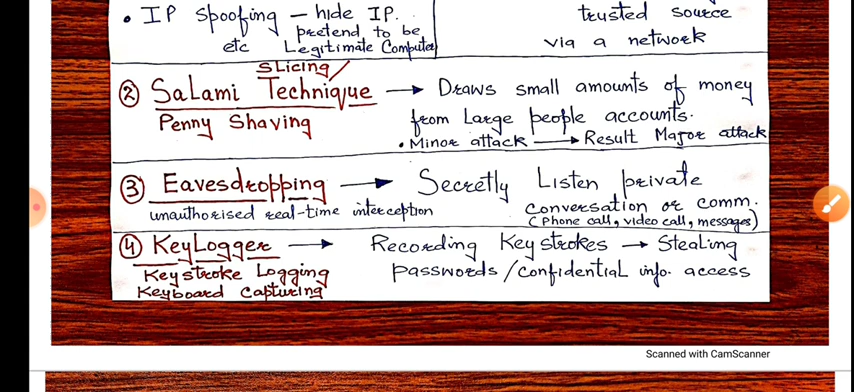 • IP spoofing – hide IP.
pretend to be
etc Legitimate Computer
trusted source
via a network
Slicing/
② Salami Technique → Draws small amounts of money
Penny Shaving
from Large people accounts.
• Minor attack → Result Major attack
③ Eavesdropping → Secretly Listen private
unauthorised real-time interception
conversation or comm.
(Phone call, video call, messages)
④ KeyLogger → Recording Key strokes → Stealing
Keystroke Logging
passwords/confidential info. access
Keyboard Capturing
Scanned with CamScanner